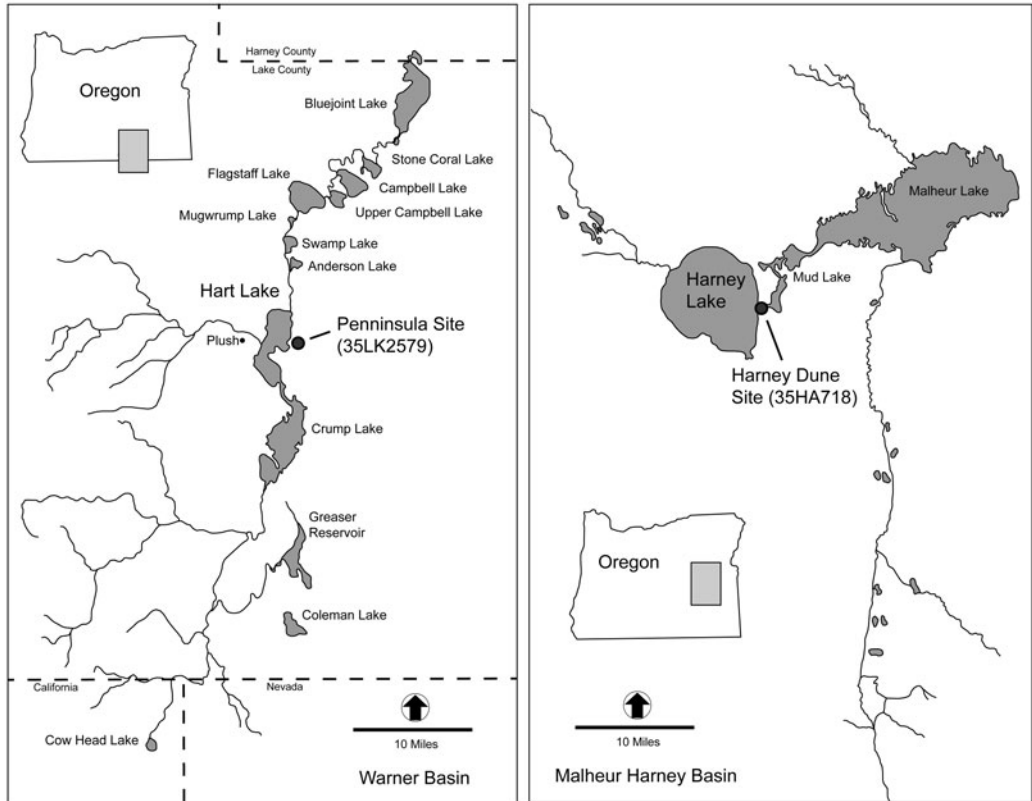 Harney County
Lake County
Oregon
Bluejoint Lake
Stone Coral Lake
Flagstaff Lake
Campbell Lake
Upper Campbell Lake
Mugwrump Lake
Swamp Lake
Anderson Lake
Hart Lake
Penninsula Site
(35LK2579)
Plush
Crump Lake
Greaser
Reservoir
Coleman Lake
California
Nevada
Cow Head Lake
10 Miles
Warner Basin
Malheur Lake
Harney
Lake
Mud Lake
Harney Dune
Site (35HA718)
Oregon
10 Miles
Malheur Harney Basin